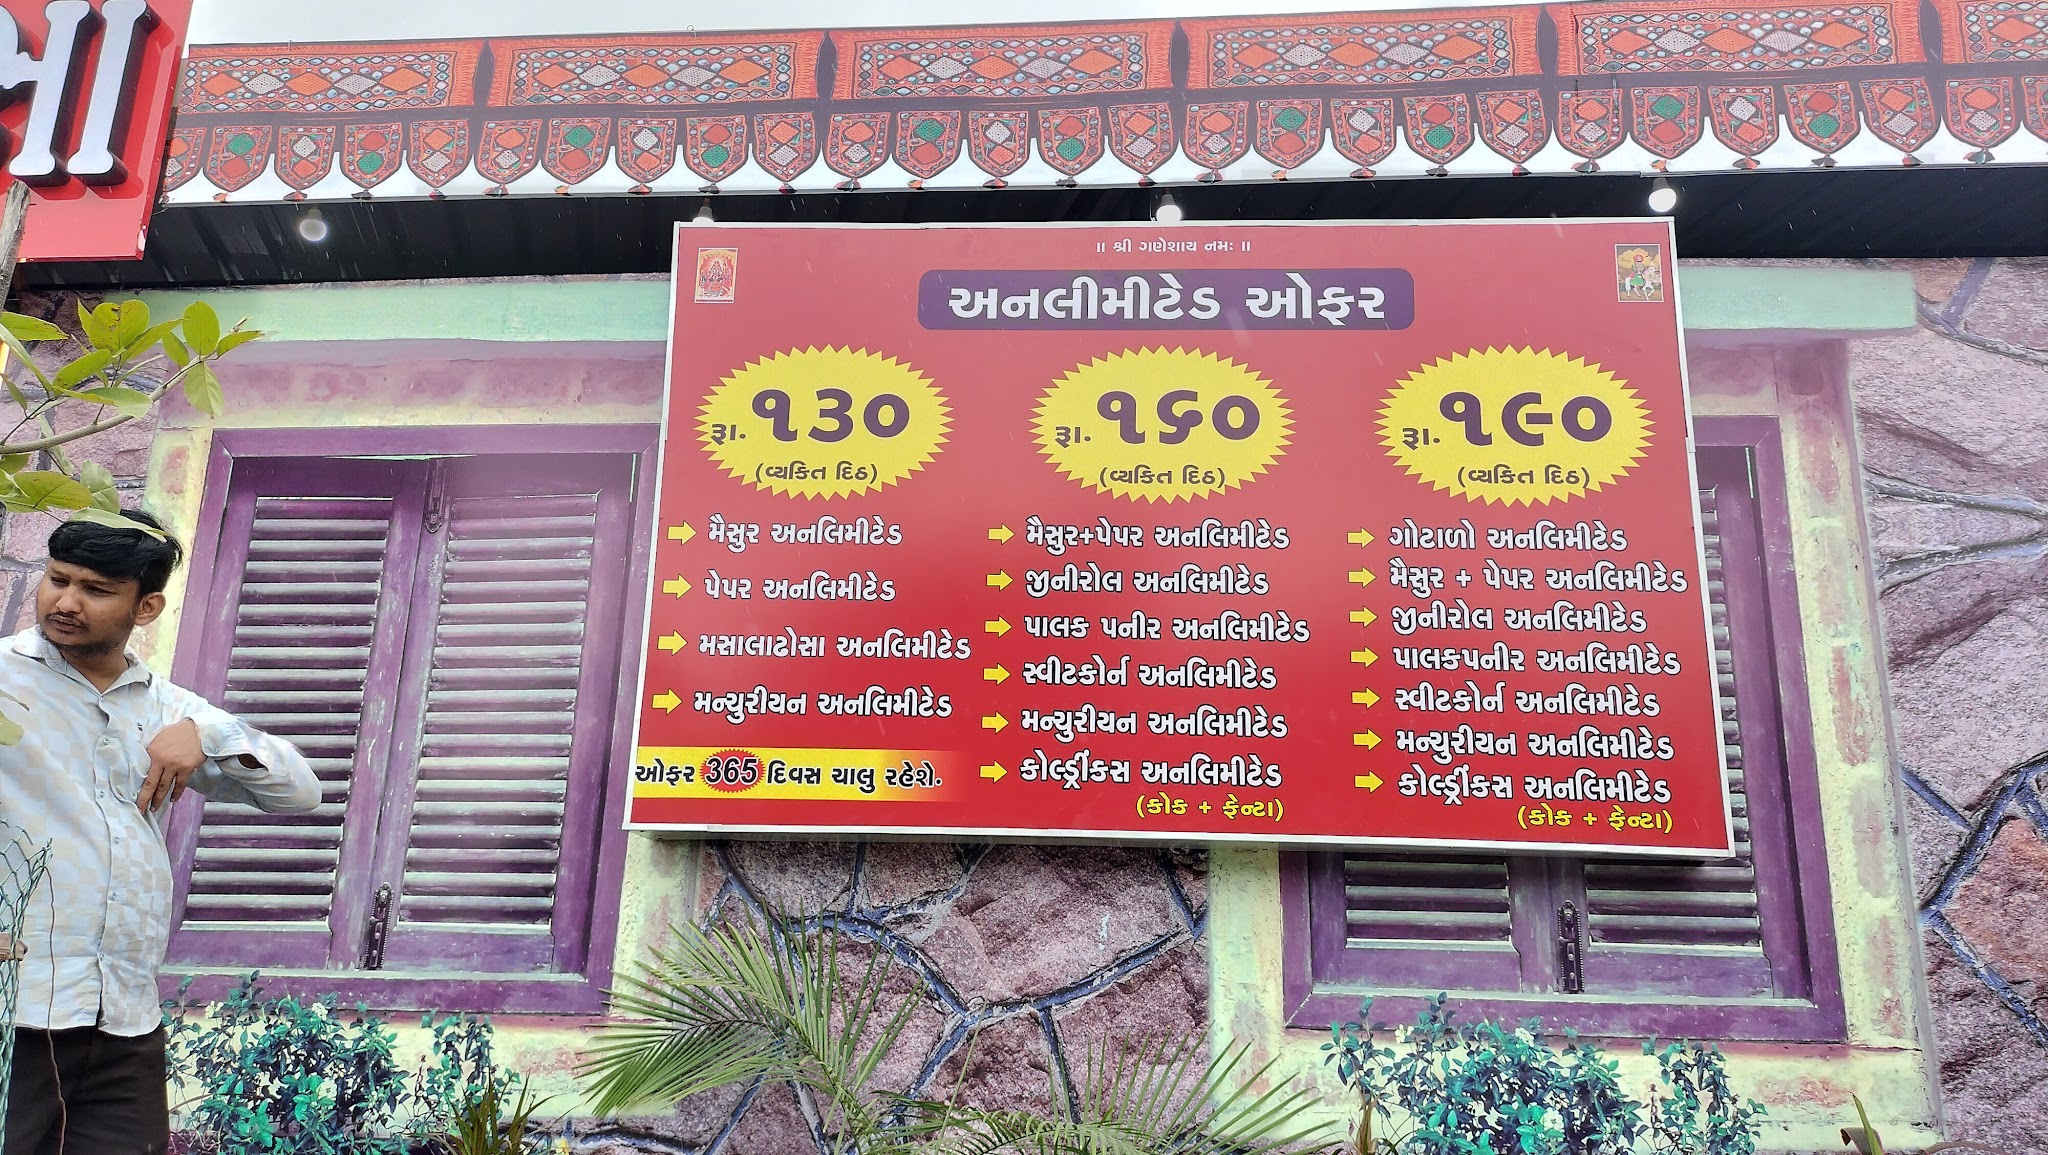 ॥ શ્રી ગણેશાય નમઃ ॥
અનલીમીટેડ ઓફર
રૂા. ૧૩૦
(વ્યકિત દિઠ)
મૈસુર અનલિમીટેડ
પેપર અનલિમીટેડ
મસાલાઢોસા અનલિમીટેડ
મન્ચુરીયન અનલિમીટેડ
ઓફર 365 દિવસ ચાલુ રહેશે.
રૂા. ૧૬૦
(વ્યકિત દિઠ)
મૈસુર+પેપર અનલિમીટેડ
જીનીરોલ અનલિમીટેડ
પાલક પનીર અનલિમીટેડ
સ્વીટકોર્ન અનલિમીટેડ
મન્ચુરીયન અનલિમીટેડ
કોલ્ડ્રીંકસ અનલિમીટેડ
(કોક + ફેન્ટા)
રૂા. ૧૯૦
(વ્યકિત દિઠ)
ગોટાળો અનલિમીટેડ
મૈસુર + પેપર અનલિમીટેડ
જીનીરોલ અનલિમીટેડ
પાલકપનીર અનલિમીટેડ
સ્વીટકોર્ન અનલિમીટેડ
મન્ચુરીયન અનલિમીટેડ
કોલ્ડ્રીંકસ અનલિમીટેડ
(કોક + ફેન્ટા)